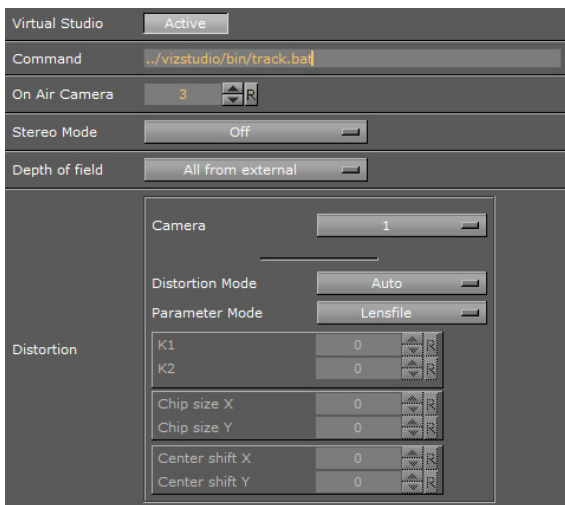 Virtual Studio Active
Command ../vizstudio/bin/track.bat
On Air Camera 3 R
Stereo Mode Off
Depth of field All from external
Camera 1
Distortion Mode Auto
Parameter Mode Lensfile
Distortion
K1 0 R
K2 0 R
Chip size X 0 R
Chip size Y 0 R
Center shift X 0 R
Center shift Y 0 R